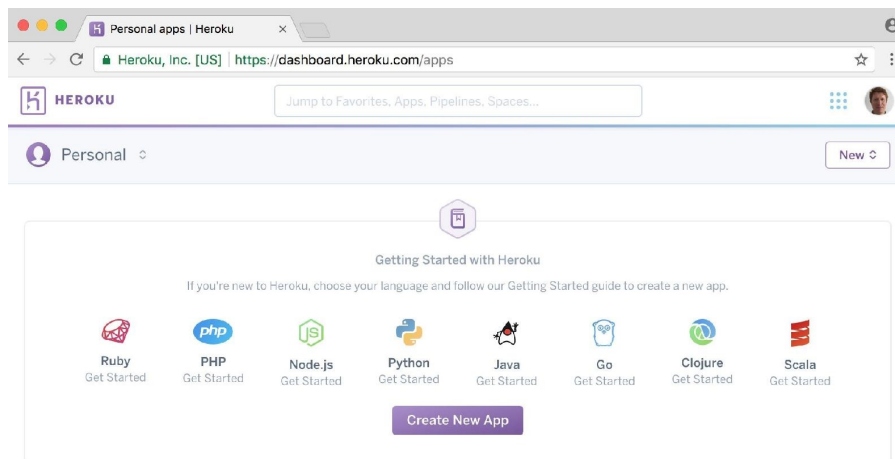 Personal apps | Heroku
Heroku, Inc. [US] https://dashboard.heroku.com/apps
HEROKU
Jump to Favorites, Apps, Pipelines, Spaces...
Personal
New
Getting Started with Heroku
If you're new to Heroku, choose your language and follow our Getting Started guide to create a new app.
php
JS
Ruby PHP Node.js Python Java Go Clojure Scala
Get Started Get Started Get Started Get Started Get Started Get Started Get Started Get Started
Create New App